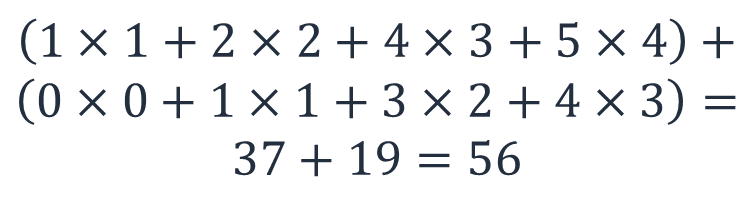 (1 × 1 + 2 × 2 + 4 × 3 + 5 × 4) +
(0 × 0 + 1 × 1 + 3 × 2 + 4 × 3) =
37 + 19 = 56